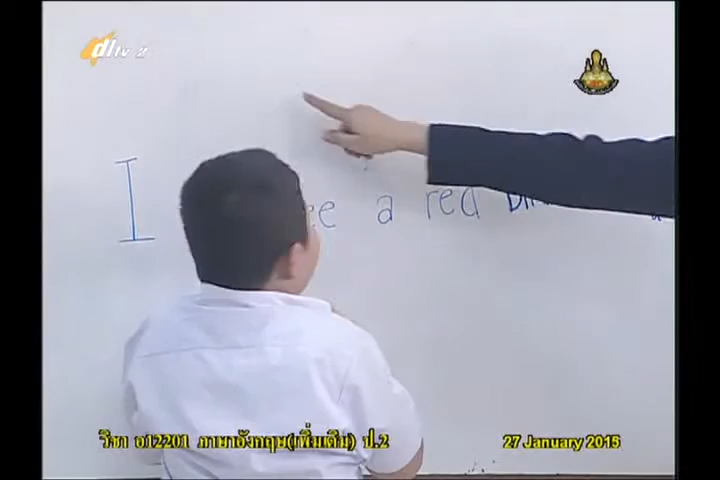 dltv 2
I ee a red
วิชา อ12201 ภาษาอังกฤษ(เพิ่มเติม) ป.2
27 January 2015